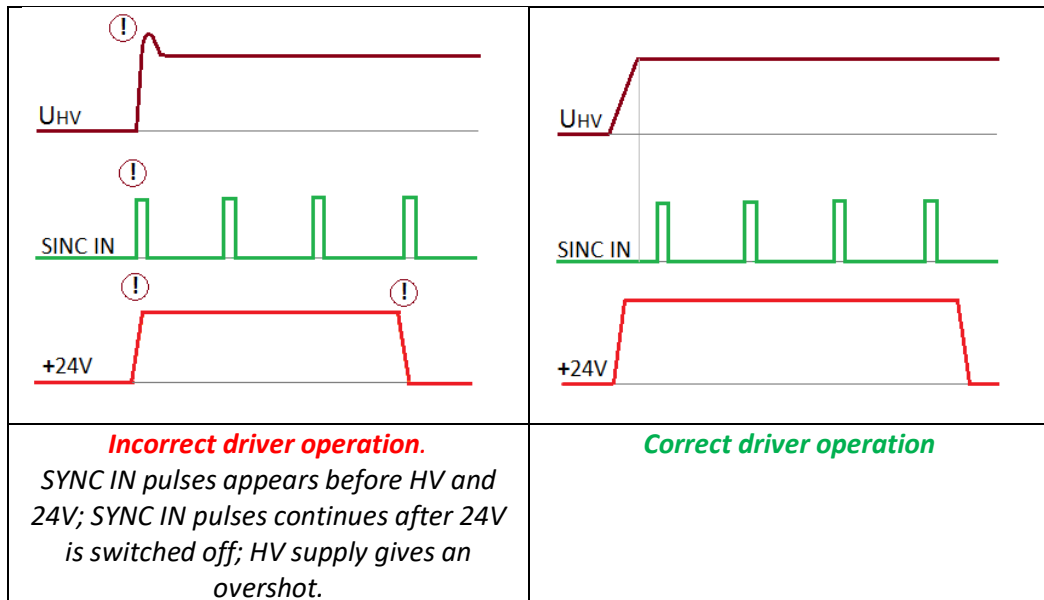 !
UHV
!
SINC IN
!
!
+24V
UHV
SINC IN
+24V
Incorrect driver operation.
SYNC IN pulses appears before HV and
24V; SYNC IN pulses continues after 24V
is switched off; HV supply gives an
overshot.
Correct driver operation